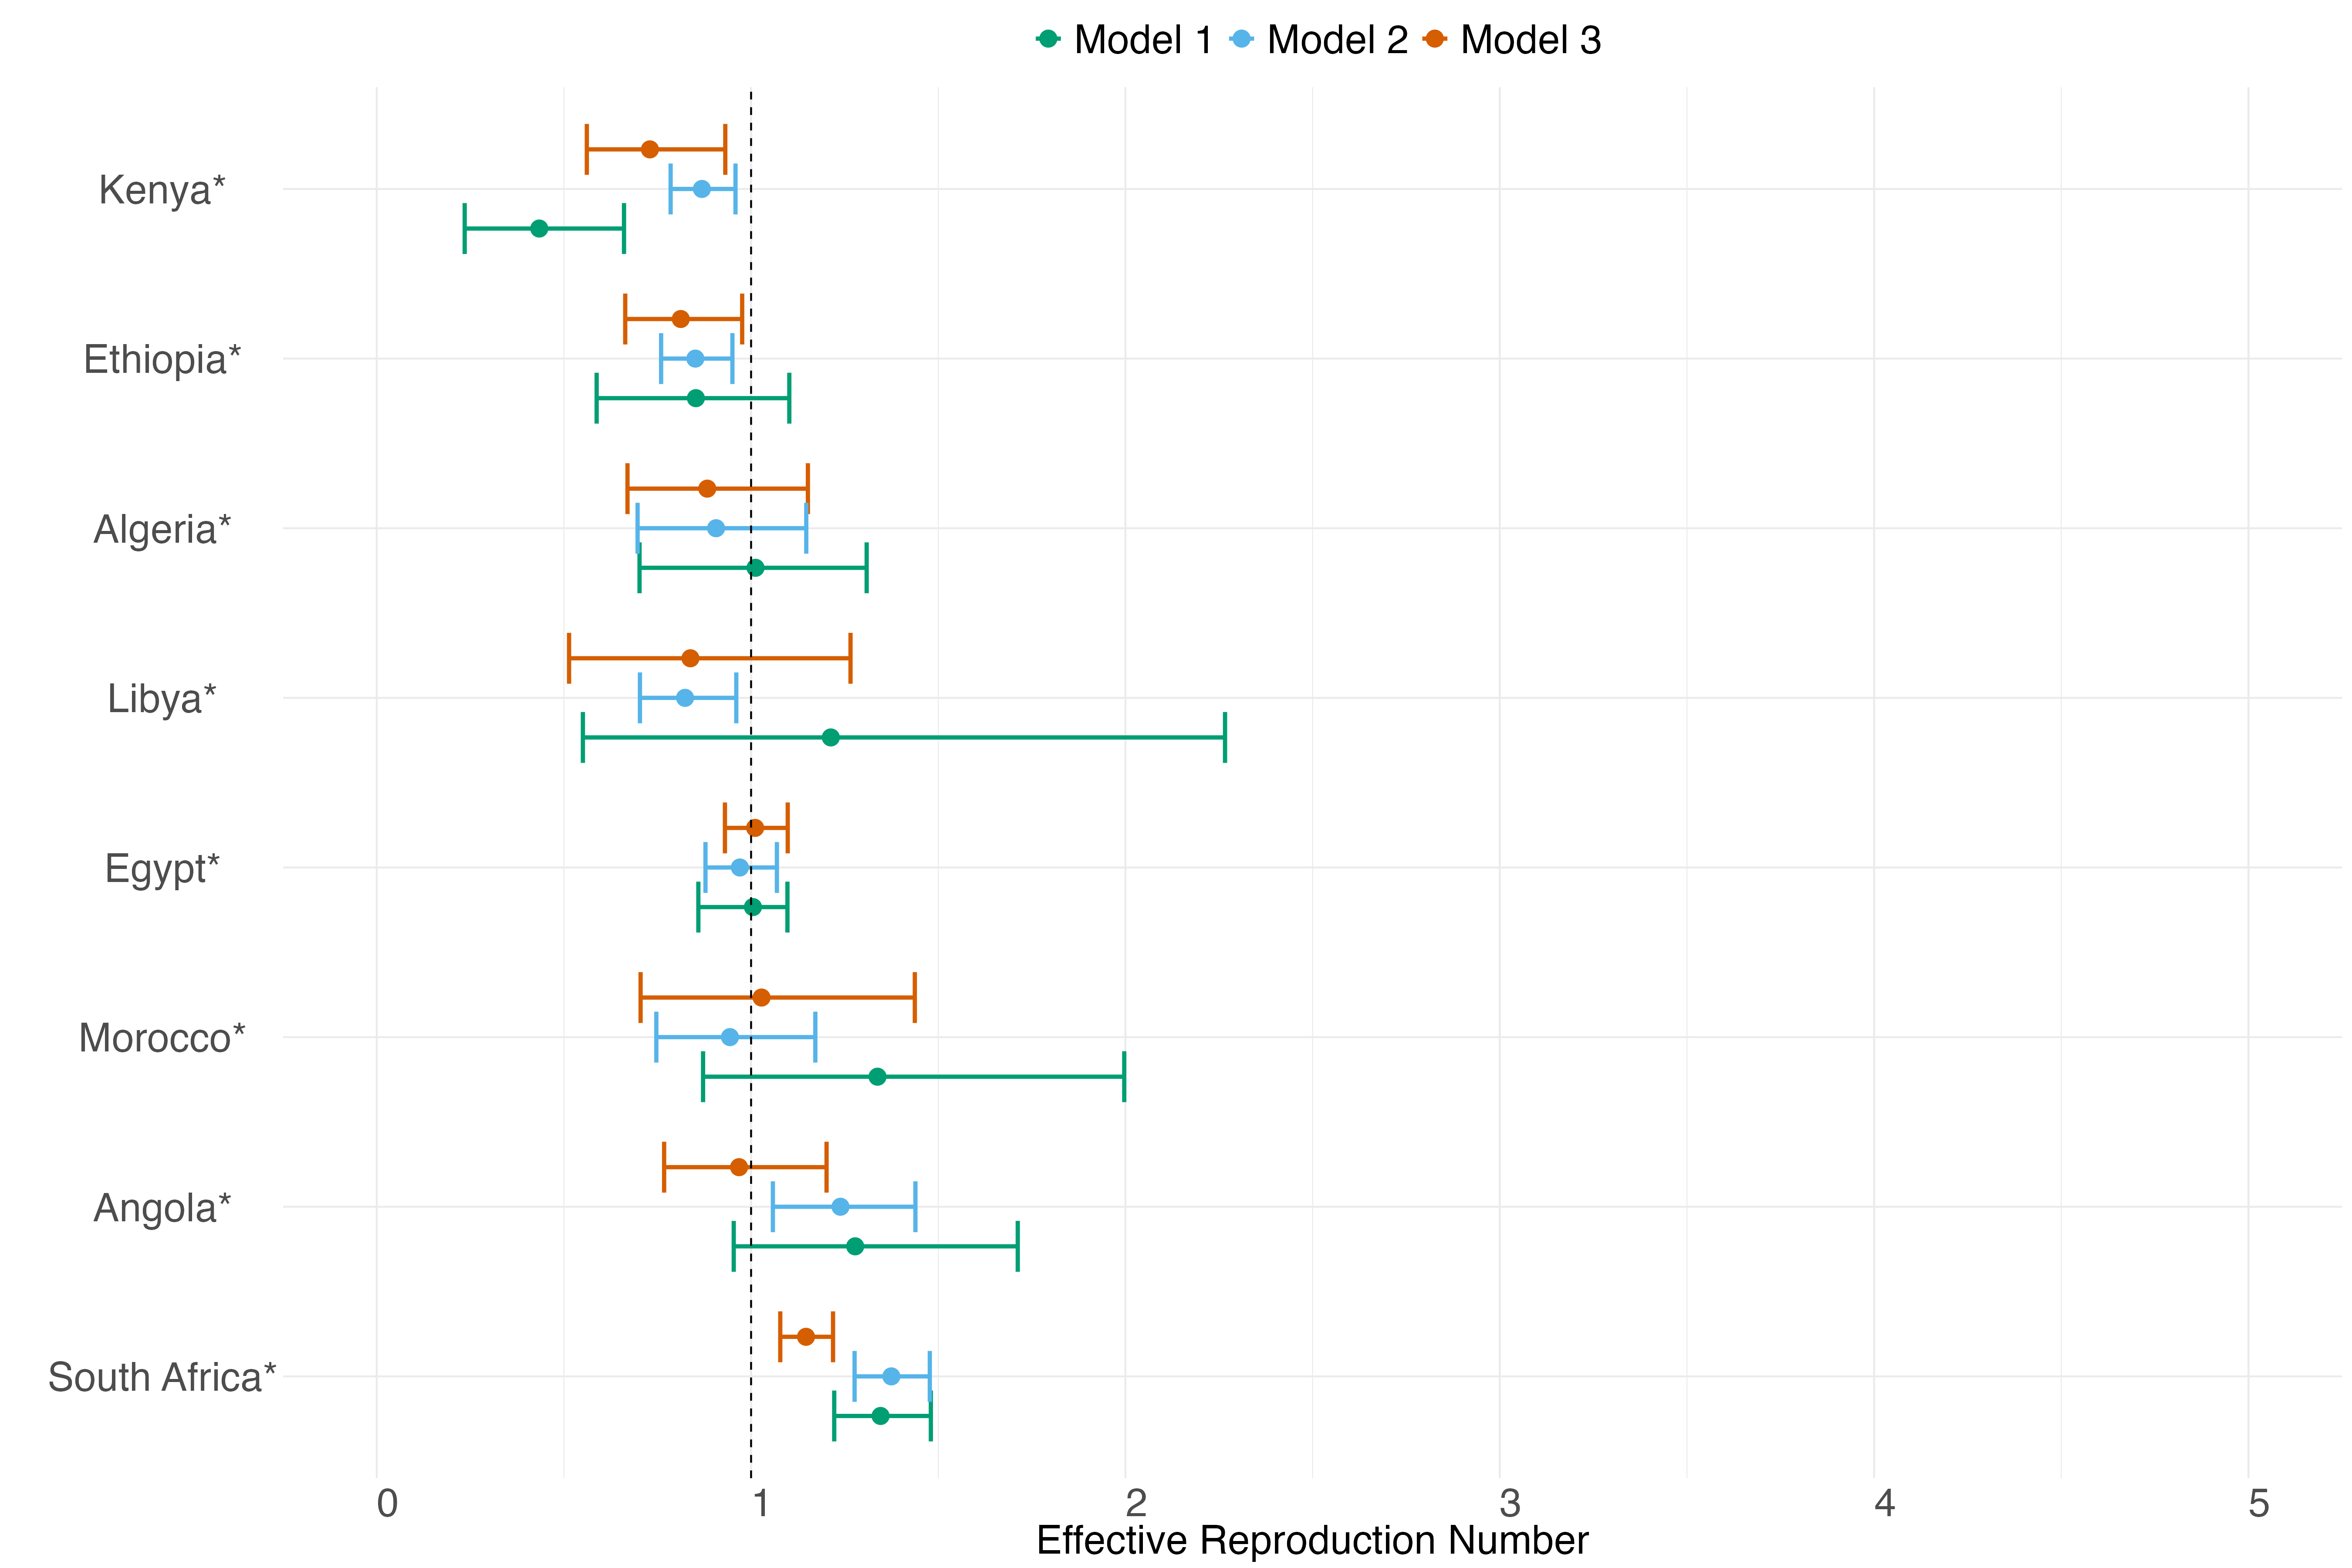 Model 1 Model 2 Model 3
Kenya*
Ethiopia*
Algeria*
Libya*
Egypt*
Morocco*
Angola*
South Africa*
0 1 2 3 4 5
Effective Reproduction Number